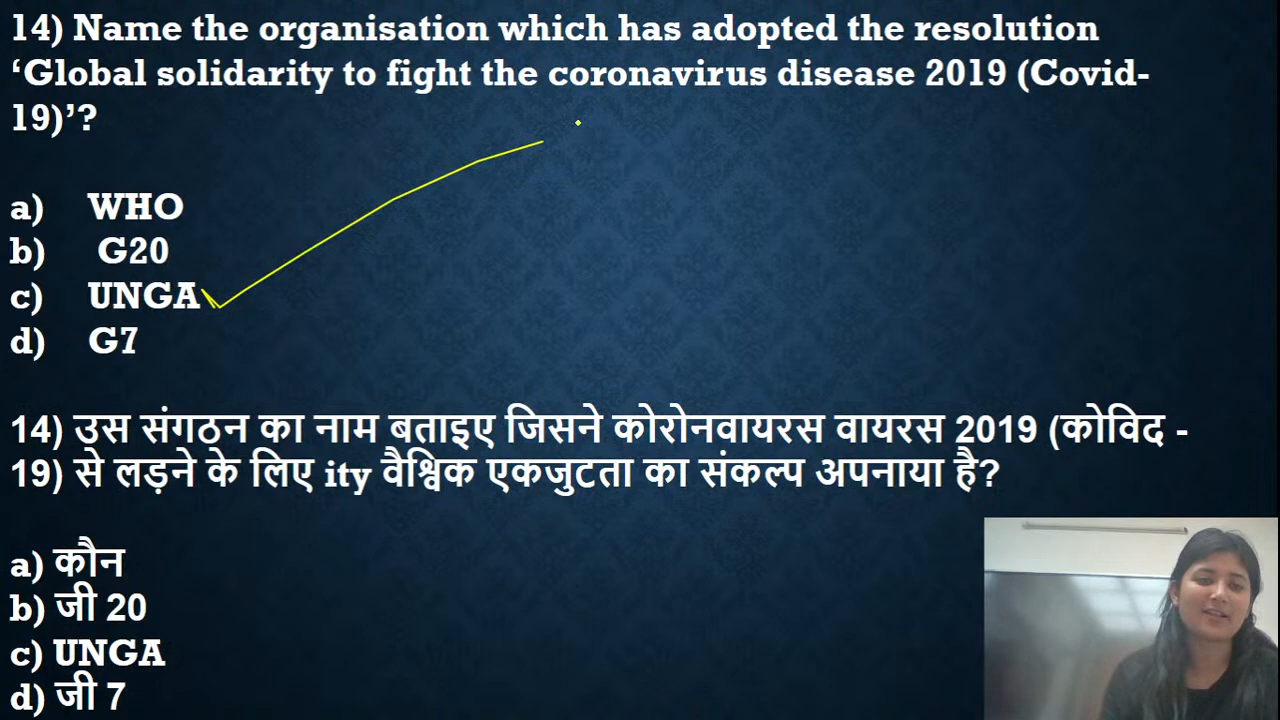 14) Name the organisation which has adopted the resolution
‘Global solidarity to fight the coronavirus disease 2019 (Covid-
19)’?
a) WHO
b) G20
c) UNGA
d) G7
14) उस संगठन का नाम बताइए जिसने कोरोनवायरस वायरस 2019 (कोविद -
19) से लड़ने के लिए ity वैश्विक एकजुटता का संकल्प अपनाया है?
a) कौन
b) जी 20
c) UNGA
d) जी 7